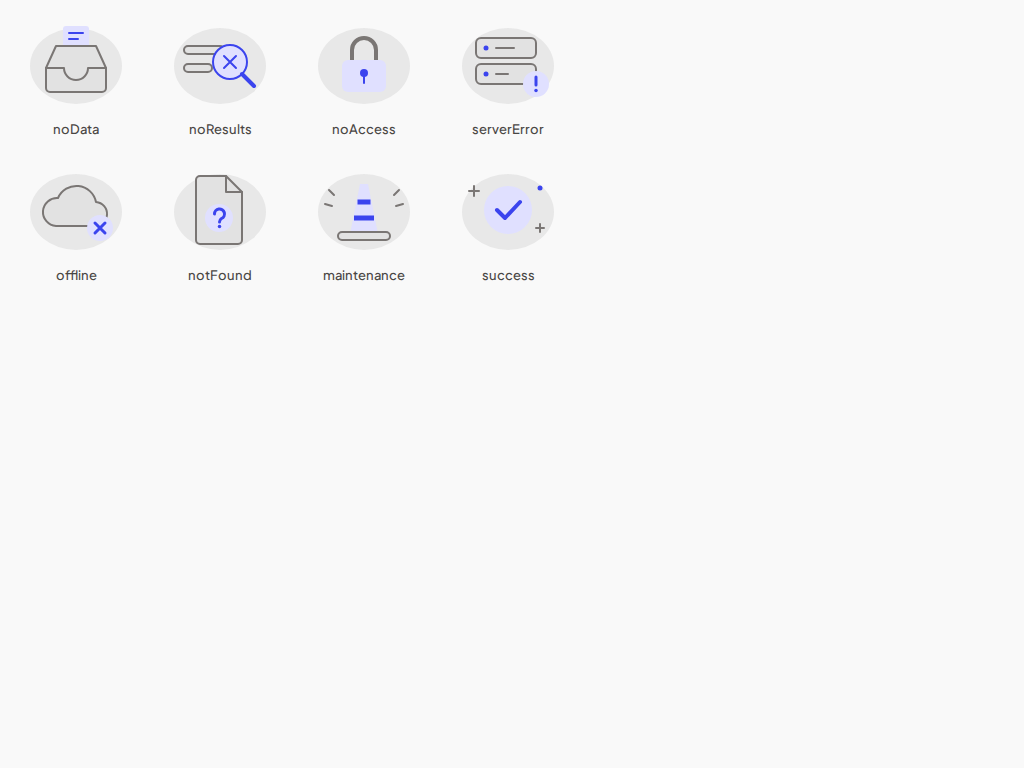 noData
noResults
noAccess
serverError
offline
notFound
maintenance
success